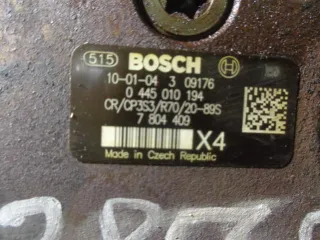 515 BOSCH
10-01-04 3 09176
0 445 010 194
CR/CP3S3/R70/20-89S
7 804 409
X4
Made in Czech Republic